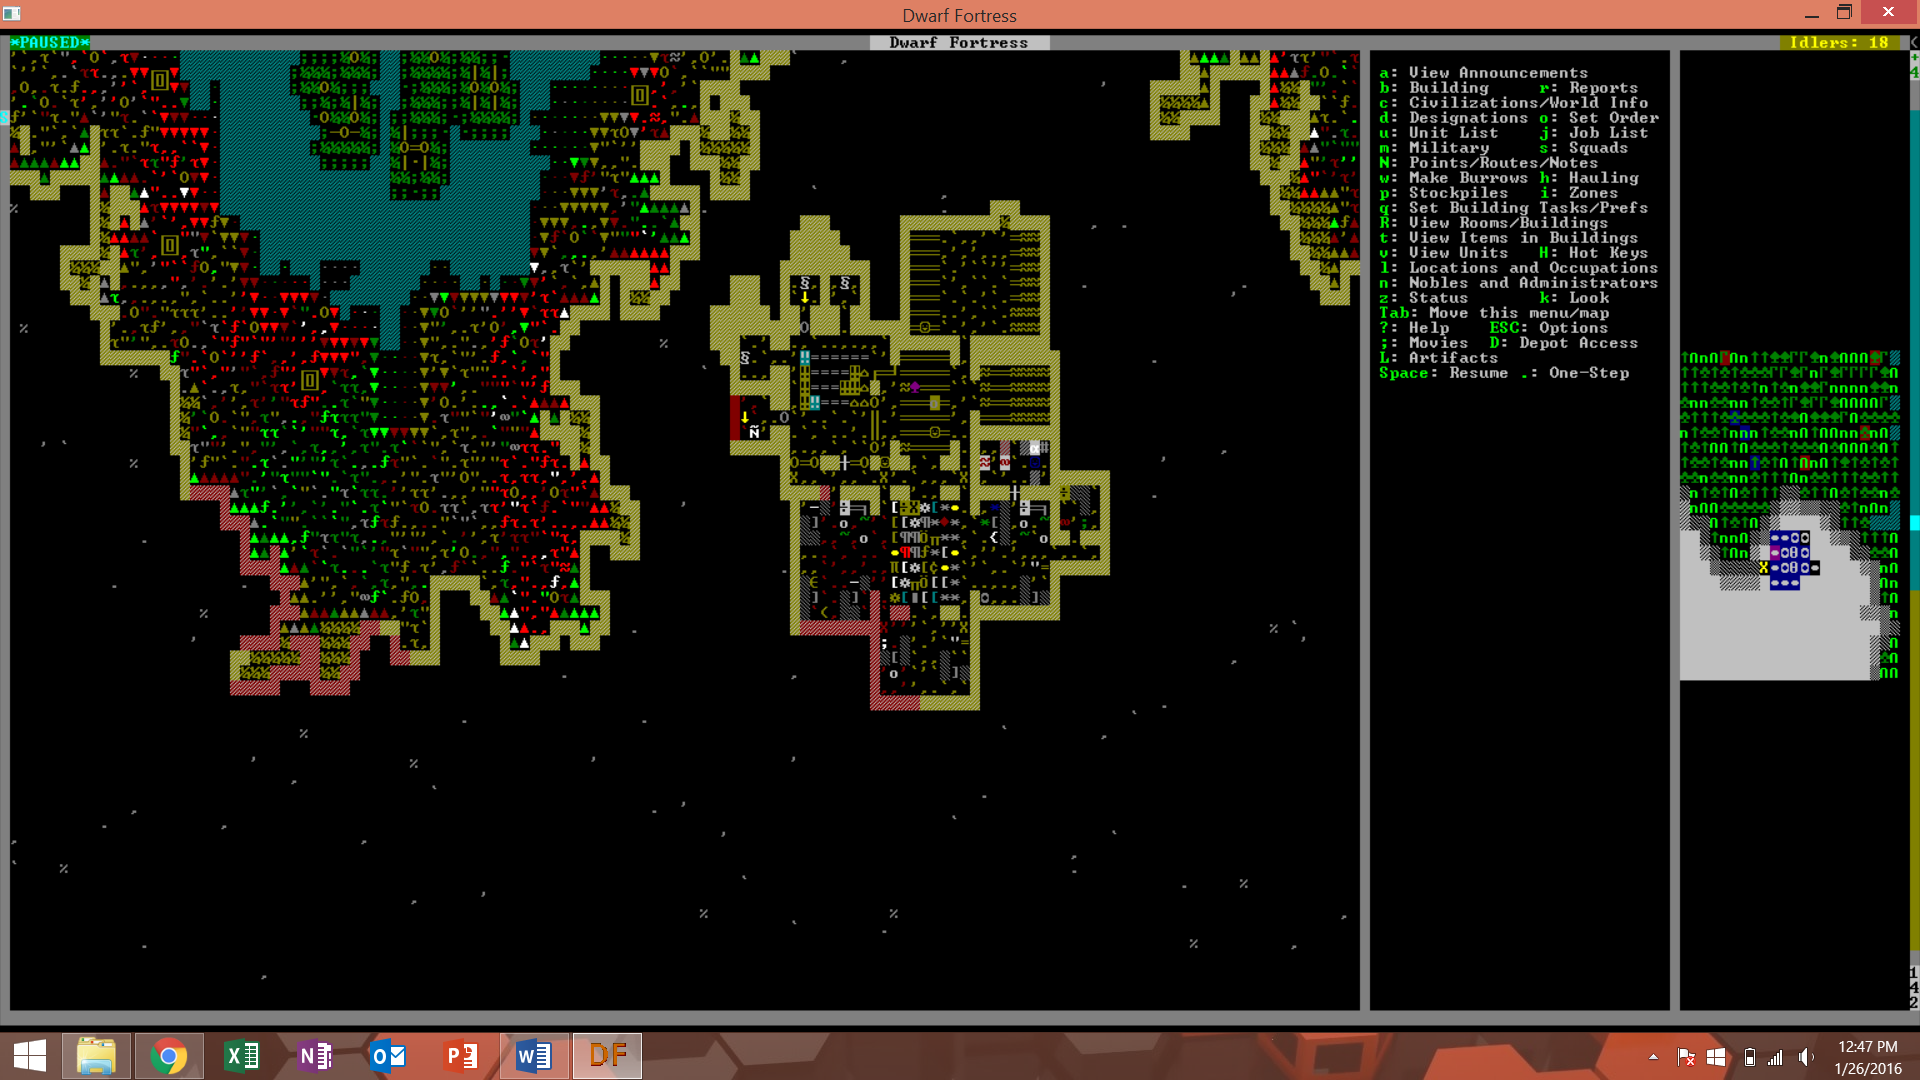 Dwarf Fortress
*PAUSED*
Dwarf Fortress
Idlers: 18
a: View Announcements
b: Building r: Reports
c: Civilizations/World Info
d: Designations o: Set Order
u: Unit List j: Job List
m: Military s: Squads
N: Points/Routes/Notes
w: Make Burrows h: Hauling
p: Stockpiles i: Zones
q: Set Building Tasks/Prefs
R: View Rooms/Buildings
t: View Items in Buildings
v: View Units H: Hot Keys
l: Locations and Occupations
n: Nobles and Administrators
z: Status k: Look
Tab: Move this menu/map
?: Help ESC: Options
;: Movies D: Depot Access
L: Artifacts
Space: Resume .: One-Step
DF
12:47 PM
1/26/2016